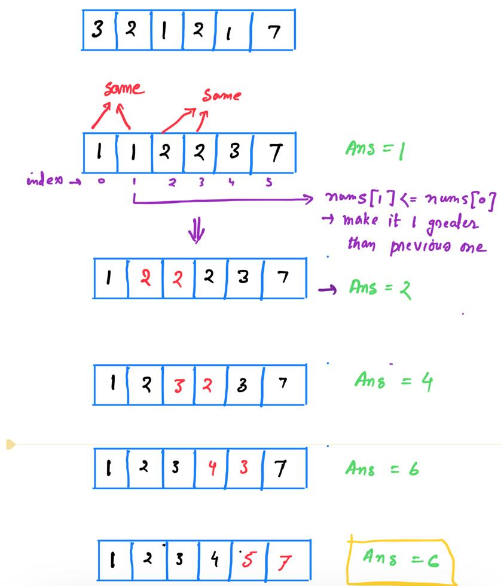 3 2 1 2 1 7
same same
1 1 2 2 3 7 Ans = 1
index → 0 1 2 3 4 5
nums[1] <= nums[0]
→ make it 1 greater
than previous one
1 2 2 2 3 7 → Ans = 2
1 2 3 2 3 7 Ans = 4
1 2 3 4 3 7 Ans = 6
1 2 3 4 5 7 Ans = 6